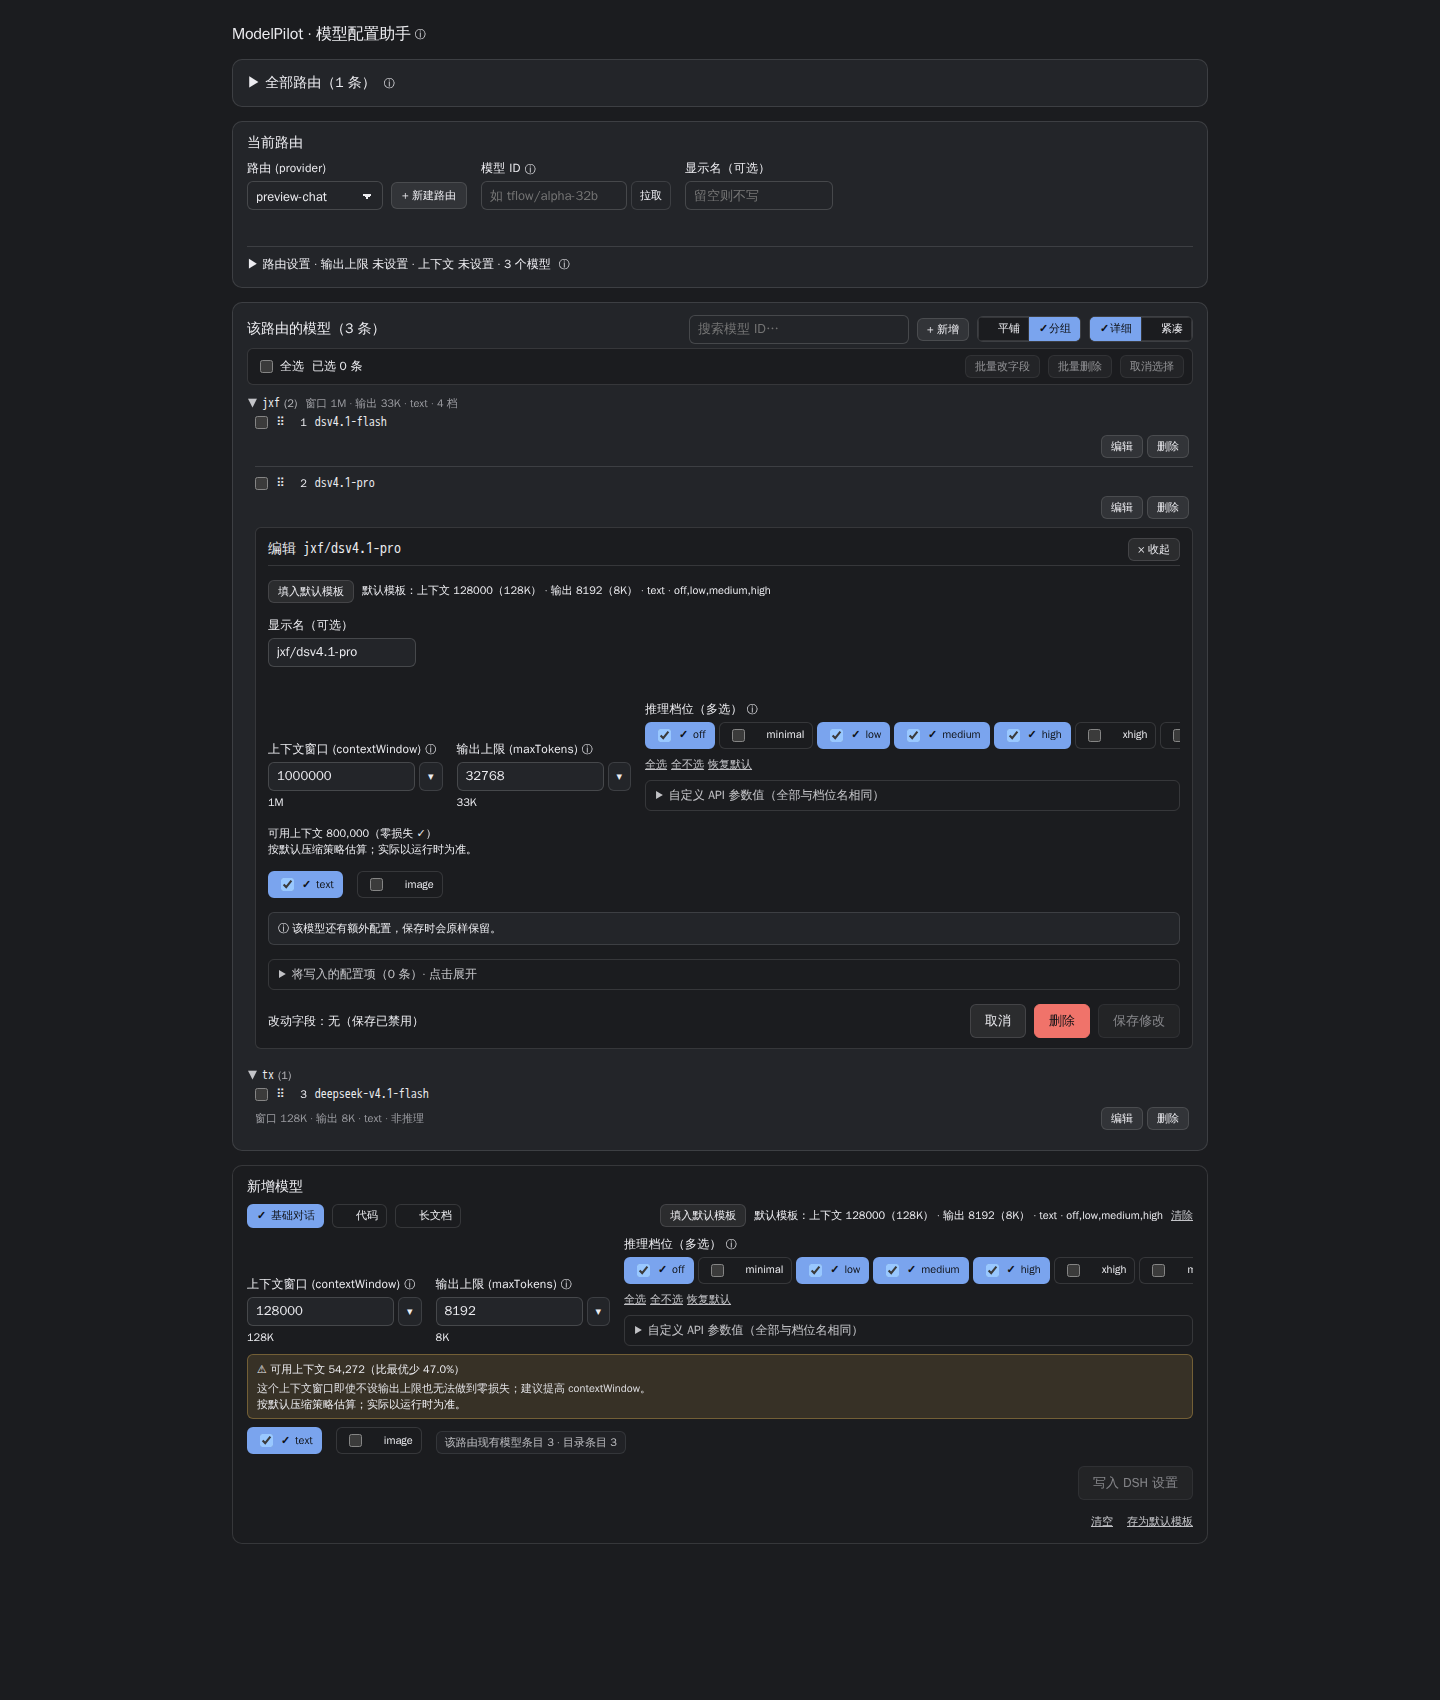 ModelPilot · 模型配置助手 ⓘ
▶ 全部路由（1 条） ⓘ
当前路由
路由 (provider) 模型 ID ⓘ 显示名（可选）
preview-chat + 新建路由 如 tflow/alpha-32b 拉取 留空则不写
▶ 路由设置 · 输出上限 未设置 · 上下文 未设置 · 3 个模型 ⓘ
该路由的模型（3 条） 搜索模型 ID… + 新增 平铺 ✓分组 ✓详细 紧凑
全选 已选 0 条 批量改字段 批量删除 取消选择
▼ jxf (2) 窗口 1M · 输出 33K · text · 4 档
⠿ 1 dsv4.1-flash
编辑 删除
⠿ 2 dsv4.1-pro
编辑 删除
编辑 jxf/dsv4.1-pro × 收起
填入默认模板 默认模板：上下文 128000（128K） · 输出 8192（8K） · text · off,low,medium,high
显示名（可选）
jxf/dsv4.1-pro
推理档位（多选） ⓘ
✓ off minimal ✓ low ✓ medium ✓ high xhigh
上下文窗口 (contextWindow) ⓘ 输出上限 (maxTokens) ⓘ
全选 全不选 恢复默认
1000000 ▾ 32768 ▾
▶ 自定义 API 参数值（全部与档位名相同）
1M 33K
可用上下文 800,000（零损失 ✓）
按默认压缩策略估算；实际以运行时为准。
✓ text image
ⓘ 该模型还有额外配置，保存时会原样保留。
▶ 将写入的配置项（0 条）· 点击展开
改动字段：无（保存已禁用） 取消 删除 保存修改
▼ tx (1)
⠿ 3 deepseek-v4.1-flash
窗口 128K · 输出 8K · text · 非推理 编辑 删除
新增模型
✓ 基础对话 代码 长文档 填入默认模板 默认模板：上下文 128000（128K） · 输出 8192（8K） · text · off,low,medium,high 清除
推理档位（多选） ⓘ
✓ off minimal ✓ low ✓ medium ✓ high xhigh
上下文窗口 (contextWindow) ⓘ 输出上限 (maxTokens) ⓘ
全选 全不选 恢复默认
128000 ▾ 8192 ▾
▶ 自定义 API 参数值（全部与档位名相同）
128K 8K
⚠ 可用上下文 54,272（比最优少 47.0%）
这个上下文窗口即使不设输出上限也无法做到零损失；建议提高 contextWindow。
按默认压缩策略估算；实际以运行时为准。
✓ text image 该路由现有模型条目 3 · 目录条目 3
写入 DSH 设置
清空 存为默认模板